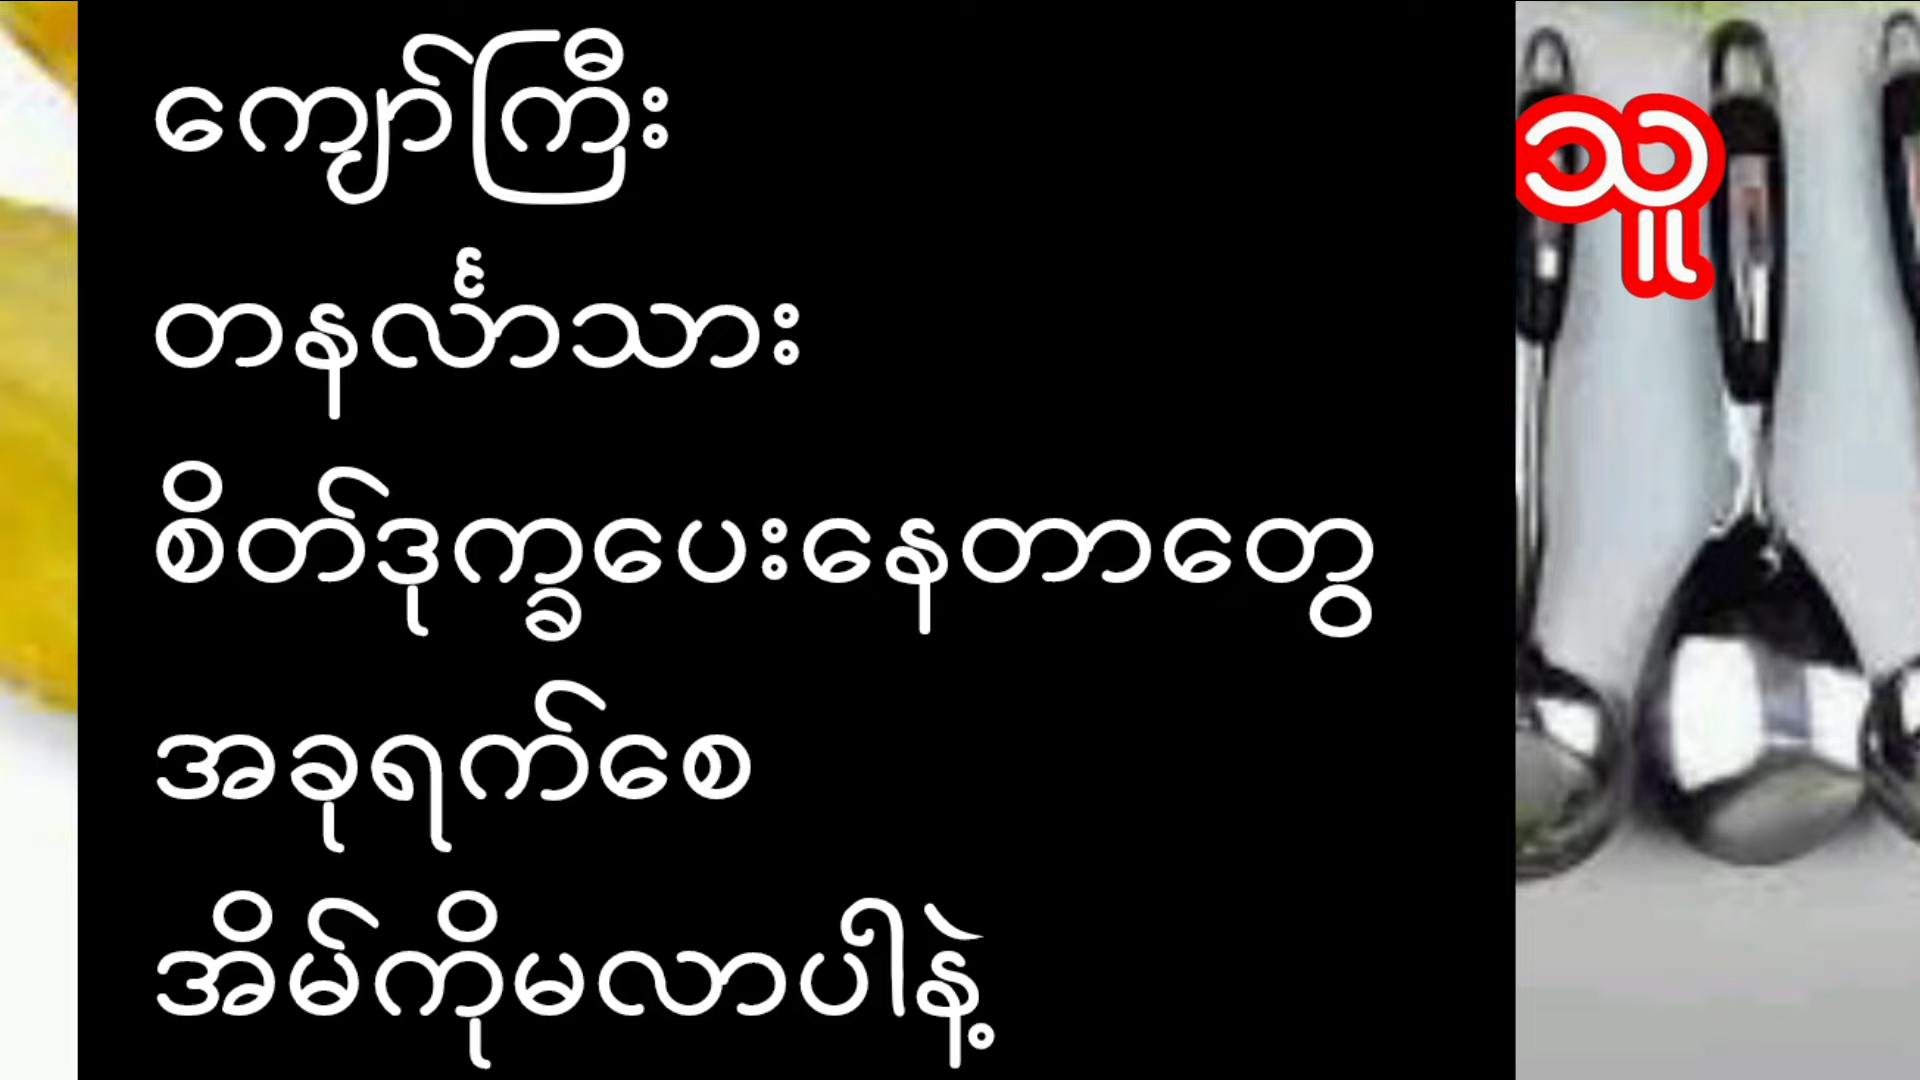 ကျော်ကြီး
တနင်္လာသား
စိတ်ဒုက္ခပေးနေတာတွေ
အခုရက်စေ
အိမ်ကိုမလာပါနဲ့
သူ